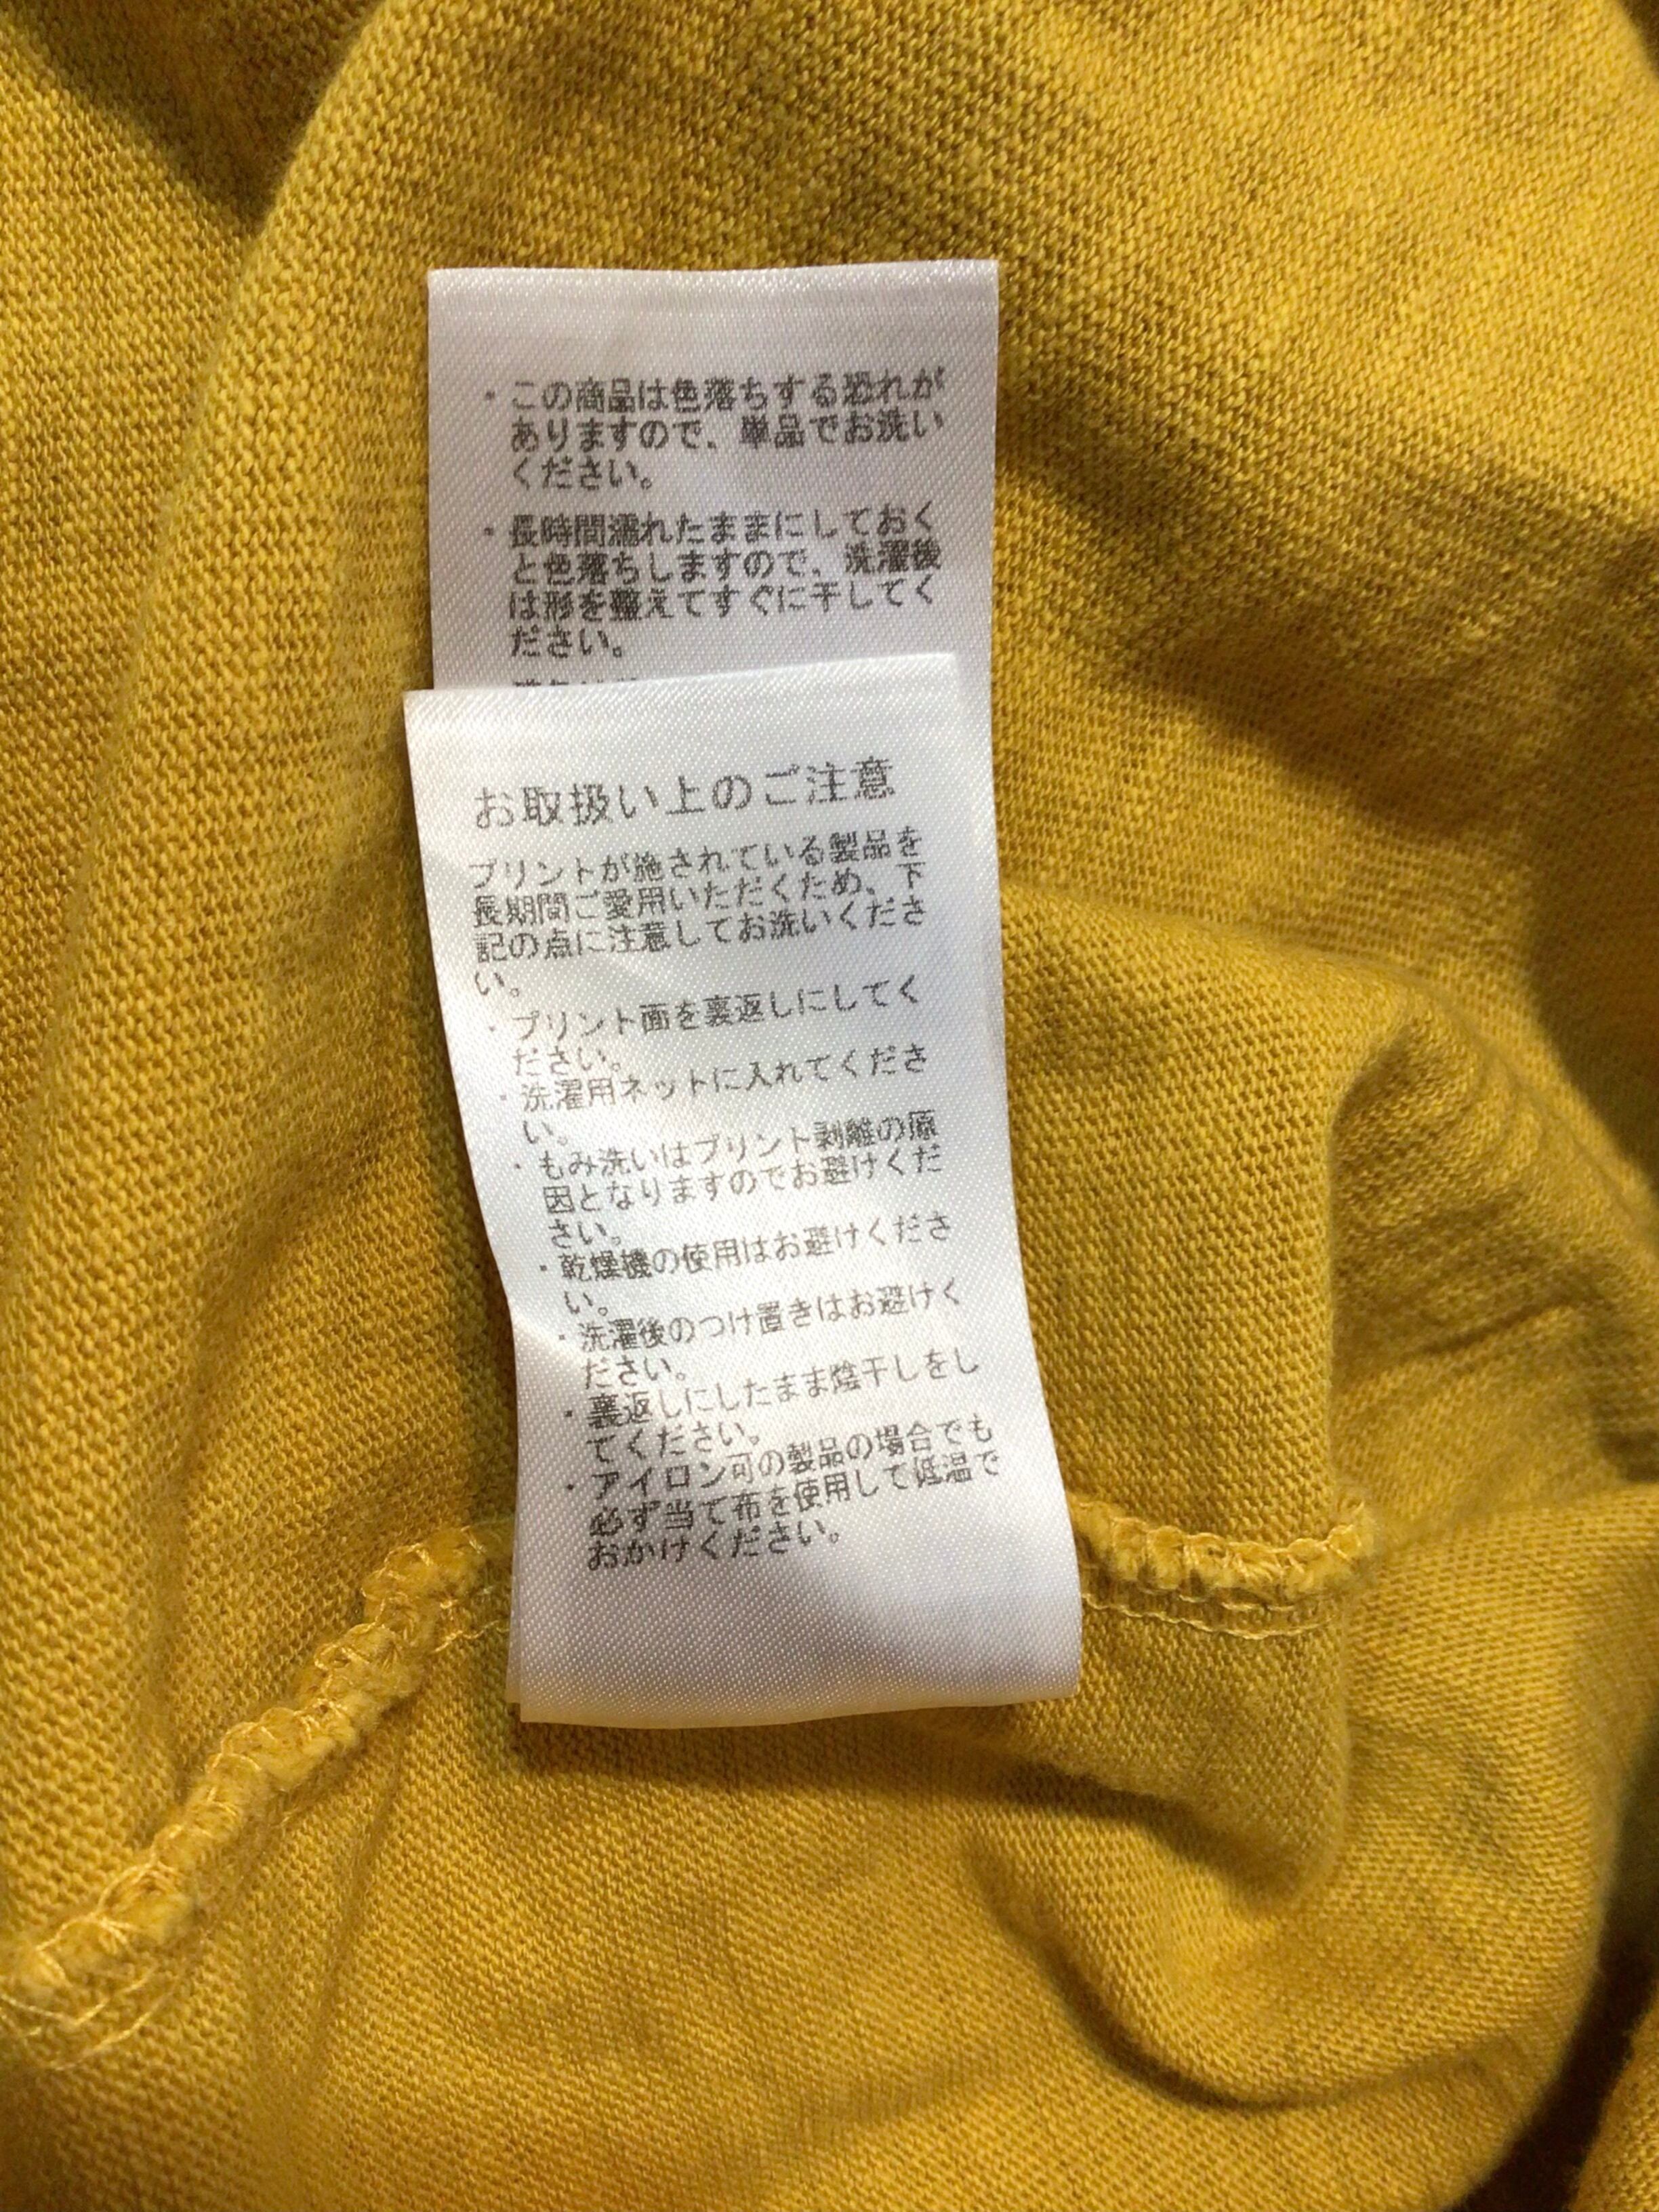 ・この商品は色落ちする恐れが
ありますので、単品でお洗い
ください。
・長時間濡れたままにしておく
と色落ちしますので、洗濯後
は形を整えてすぐに干してく
ださい。
お取扱い上のご注意
プリントが施されている製品を
長期間ご愛用いただくため、下
記の点に注意してお洗いくださ
い。
・プリント面を裏返しにしてく
ださい。
・洗濯用ネットに入れてくださ
い。
・もみ洗いはプリント剥離の原
因となりますのでお避けくだ
さい。
・乾燥機の使用はお避けくださ
い。
・洗濯後のつけ置きはお避けく
ださい。
・裏返しにしたまま陰干しをし
てください。
・アイロン可の製品の場合でも
必ず当て布を使用して低温で
おかけください。